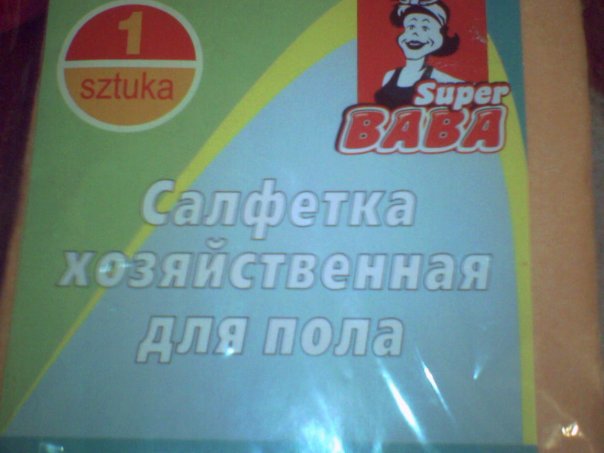 1
sztuka
Super
BABA
Салфетка
хозяйственная
для пола